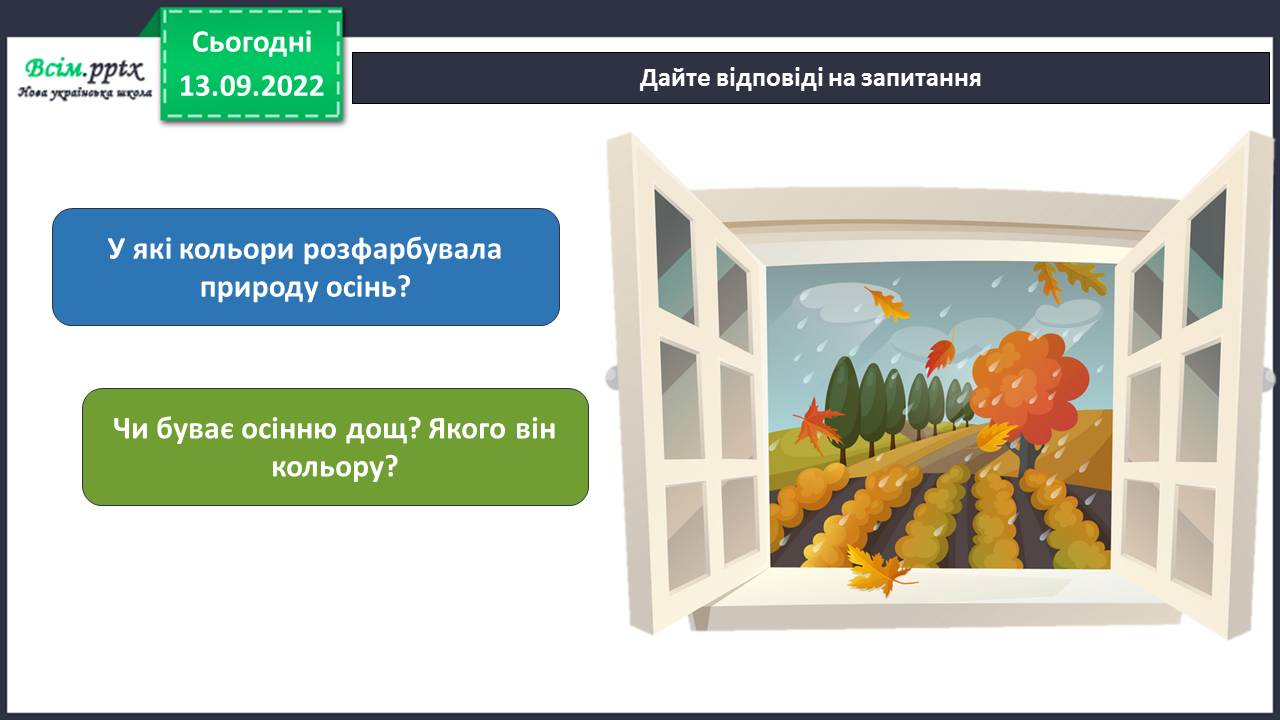 Всім.pptx
Нова українська школа
Сьогодні
13.09.2022
Дайте відповіді на запитання
У які кольори розфарбувала
природу осінь?
Чи буває осінню дощ? Якого він
кольору?